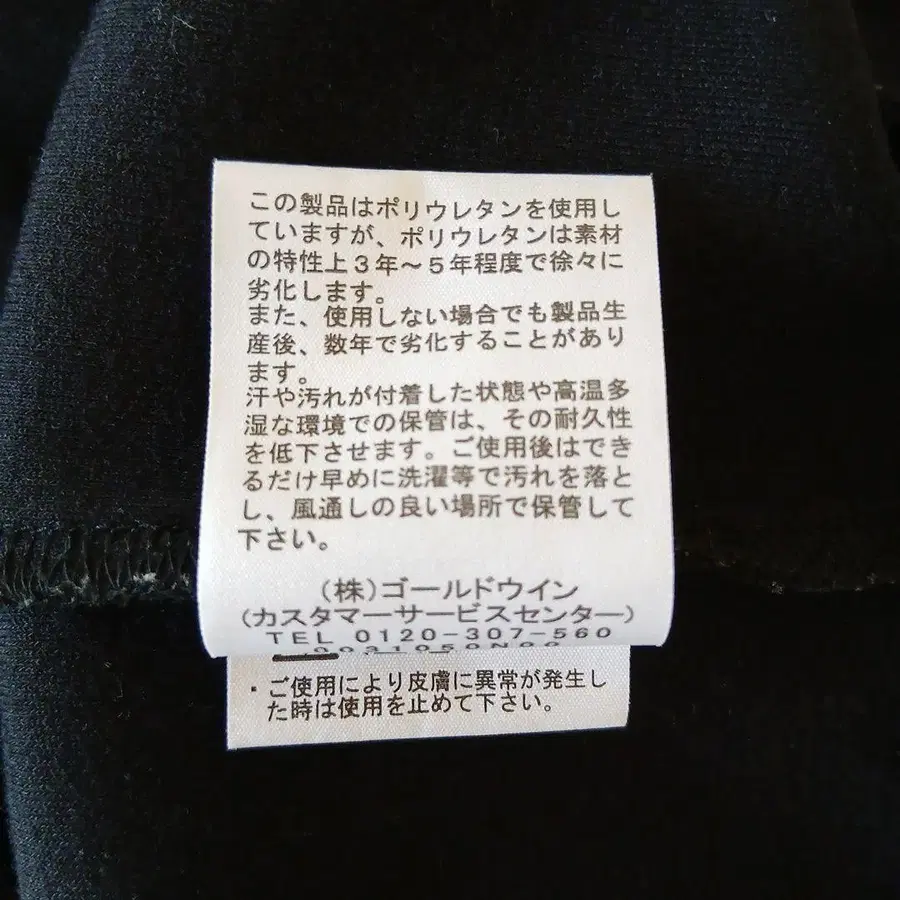 この製品はポリウレタンを使用し
ていますが、ポリウレタンは素材
の特性上3年～5年程度で徐々に
劣化します。
また、使用しない場合でも製品生
産後、数年で劣化することがあり
ます。
汗や汚れが付着した状態や高温多
湿な環境での保管は、その耐久性
を低下させます。ご使用後はでき
るだけ早めに洗濯等で汚れを落と
し、風通しの良い場所で保管して
下さい。
(株)ゴールドウイン
(カスタマーサービスセンター)
TEL 0120-307-560
・ご使用により皮膚に異常が発生し
た時は使用を止めて下さい。